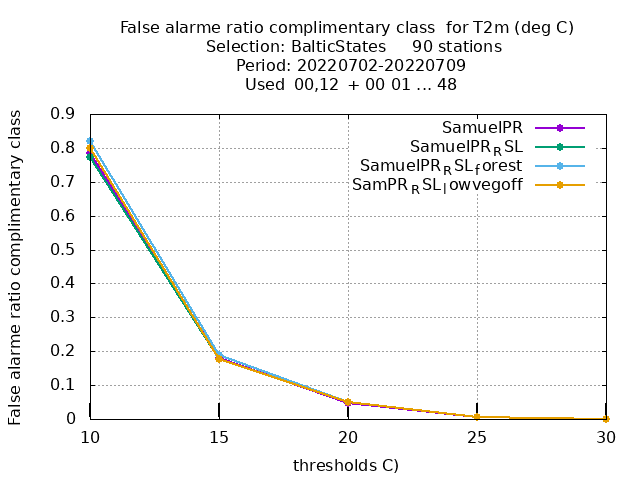 False alarme ratio complimentary class for T2m (deg C)
Selection: BalticStates 90 stations
Period: 20220702-20220709
Used 00,12 + 00 01 ... 48
False alarme ratio complimentary class
0.9
0.8
0.7
0.6
0.5
0.4
0.3
0.2
0.1
0
SamuelPR
SamuelPR_RSL
SamuelPR_RSL_forest
SamPR_RSL_lowvegoff
10 15 20 25 30
thresholds C)